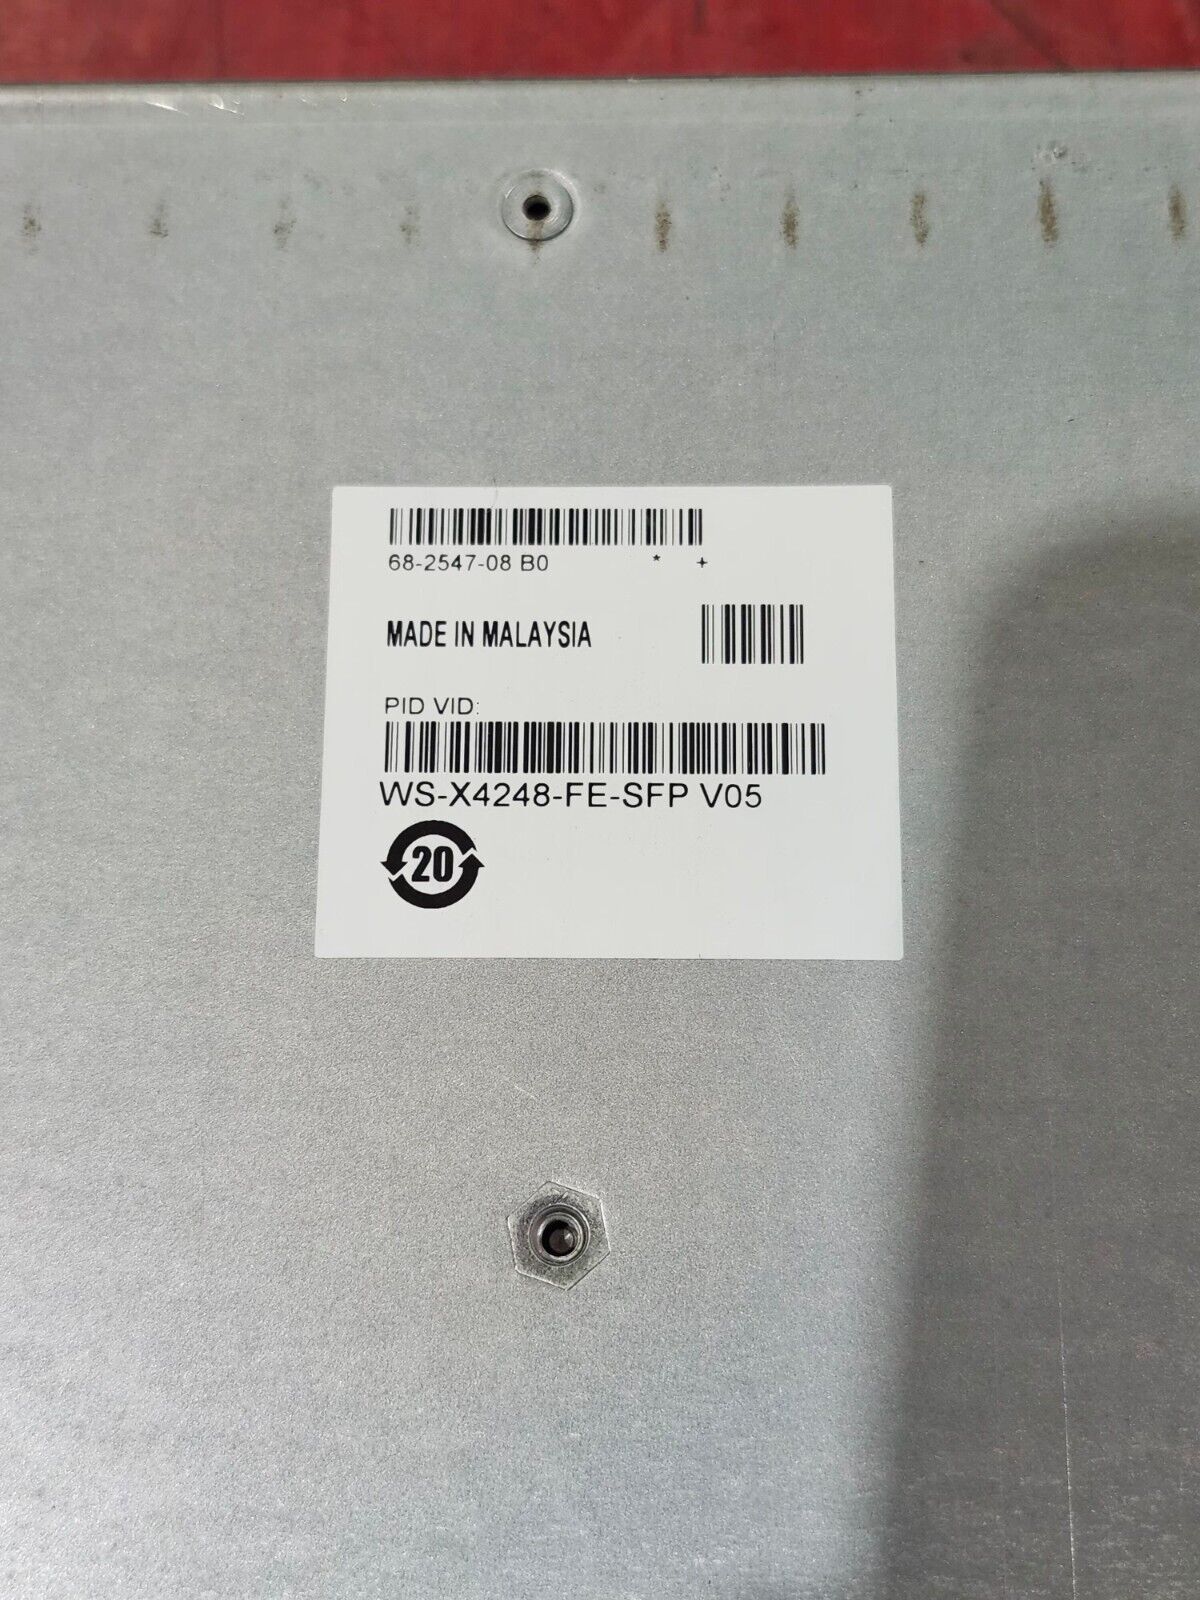 68-2547-08 B0 * +
MADE IN MALAYSIA
PID VID:
WS-X4248-FE-SFP V05
20